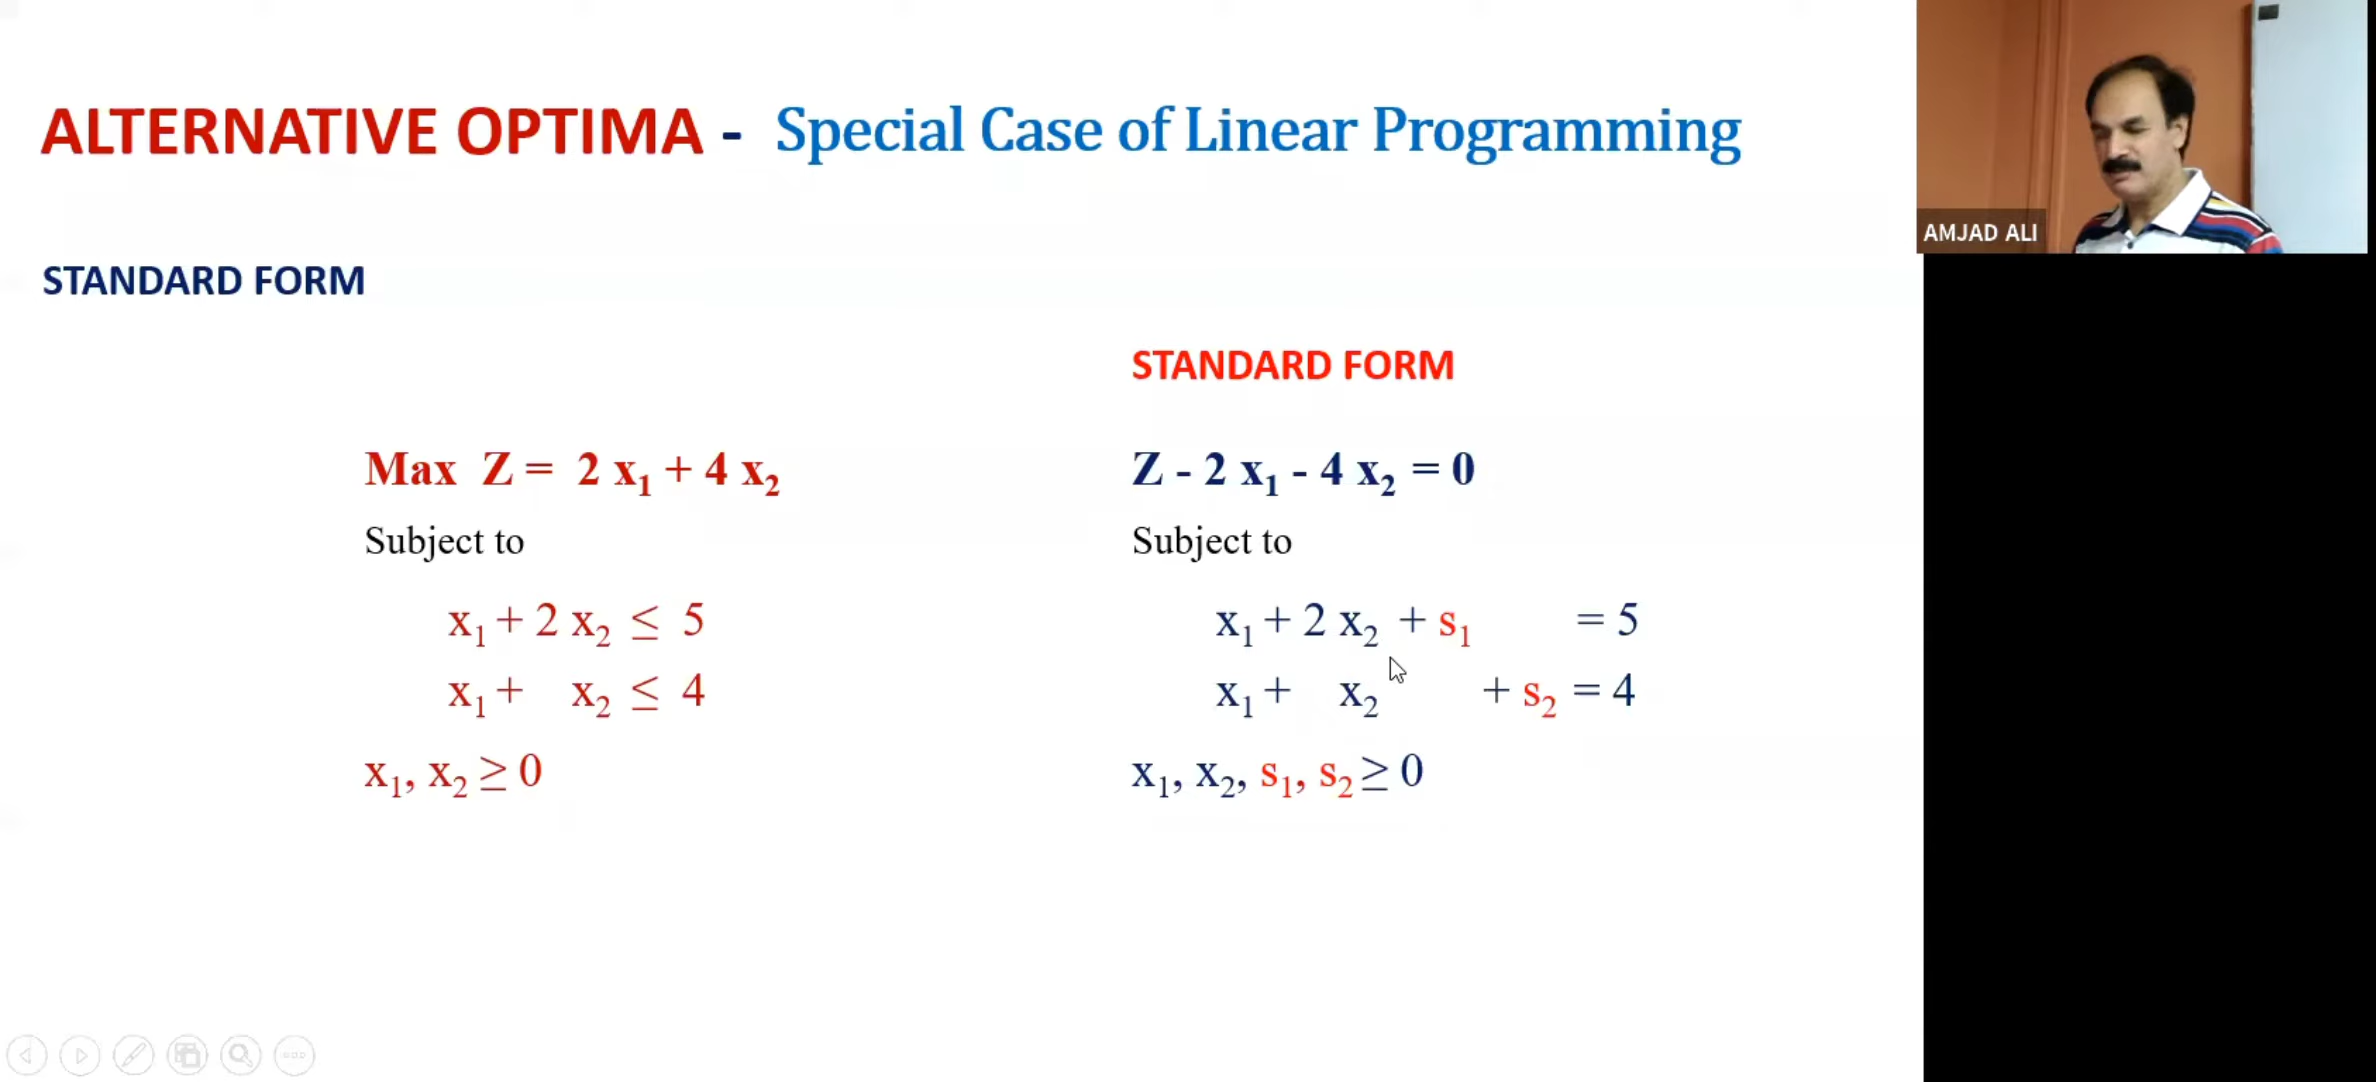 ALTERNATIVE OPTIMA - Special Case of Linear Programming
AMJAD ALI
STANDARD FORM
STANDARD FORM
Max Z = 2 x₁ + 4 x₂
Subject to
x₁ + 2 x₂ ≤ 5
x₁ + x₂ ≤ 4
x₁, x₂ ≥ 0
Z - 2 x₁ - 4 x₂ = 0
Subject to
x₁ + 2 x₂ + s₁ = 5
x₁ + x₂ + s₂ = 4
x₁, x₂, s₁, s₂ ≥ 0